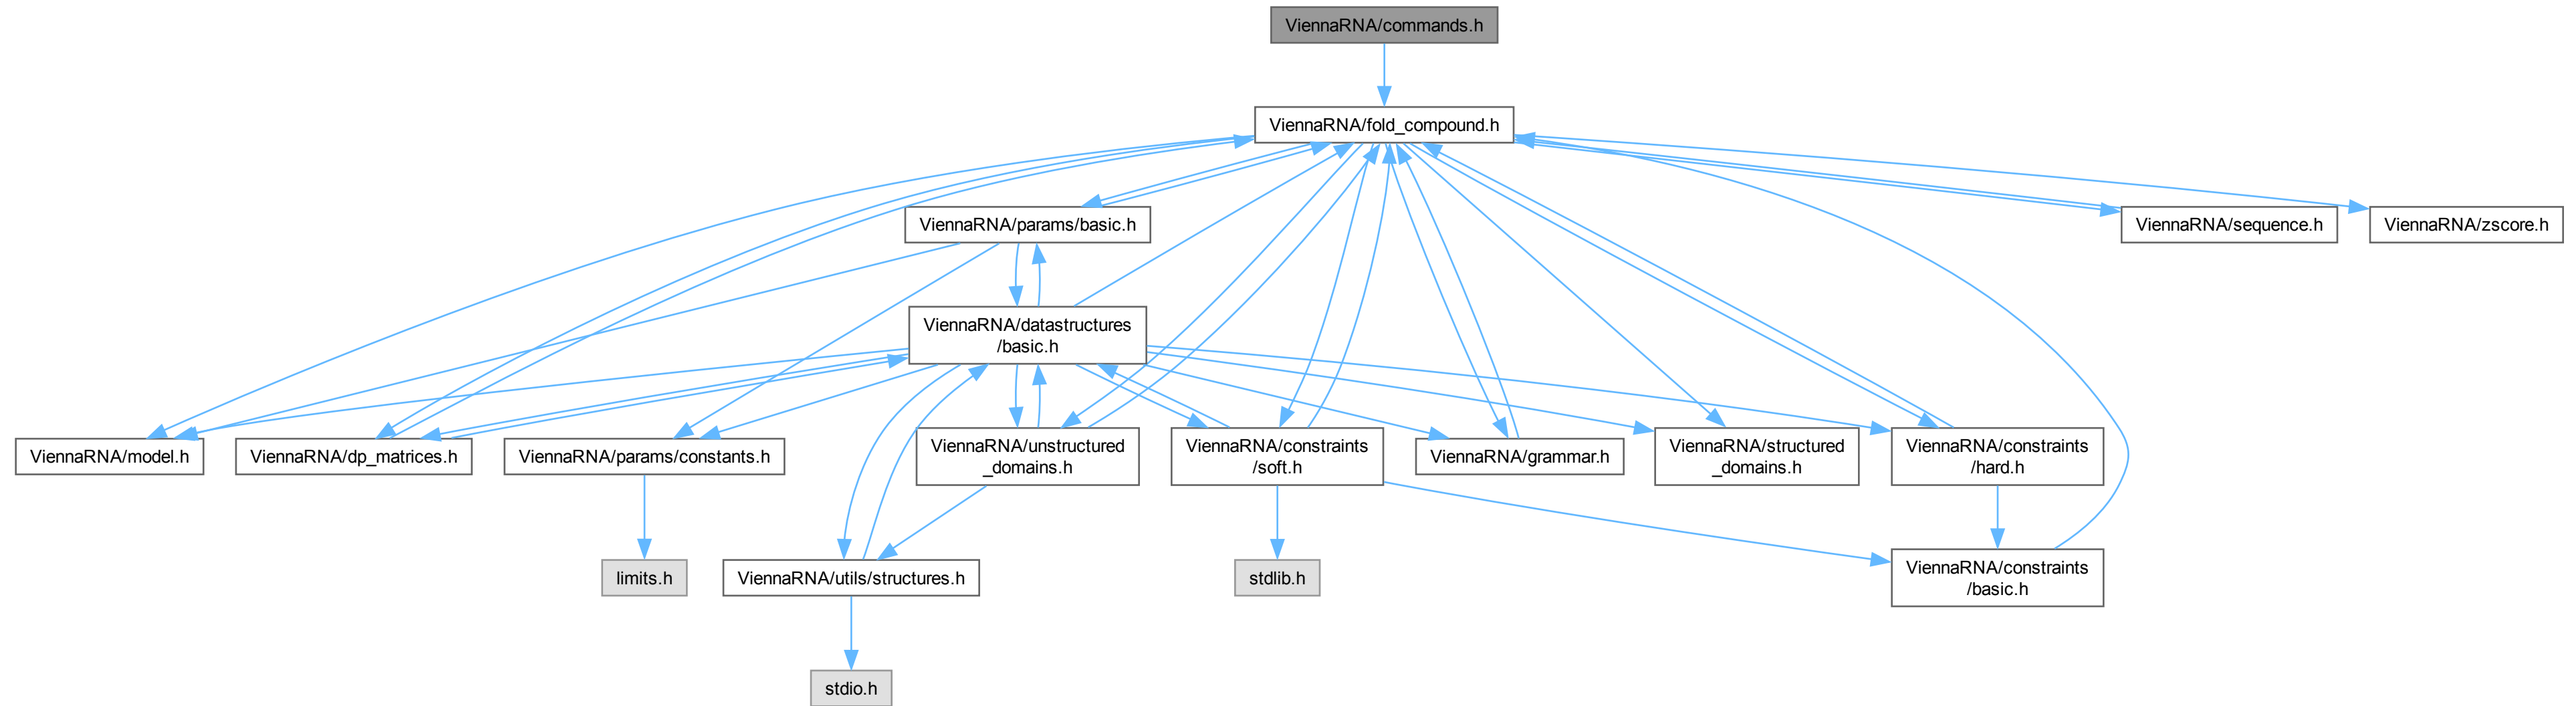 ViennaRNA/commands.h
ViennaRNA/fold_compound.h
ViennaRNA/params/basic.h
ViennaRNA/sequence.h
ViennaRNA/zscore.h
ViennaRNA/datastructures
/basic.h
ViennaRNA/model.h
ViennaRNA/dp_matrices.h
ViennaRNA/params/constants.h
ViennaRNA/unstructured
_domains.h
ViennaRNA/constraints
/soft.h
ViennaRNA/grammar.h
ViennaRNA/structured
_domains.h
ViennaRNA/constraints
/hard.h
limits.h
ViennaRNA/utils/structures.h
stdlib.h
ViennaRNA/constraints
/basic.h
stdio.h